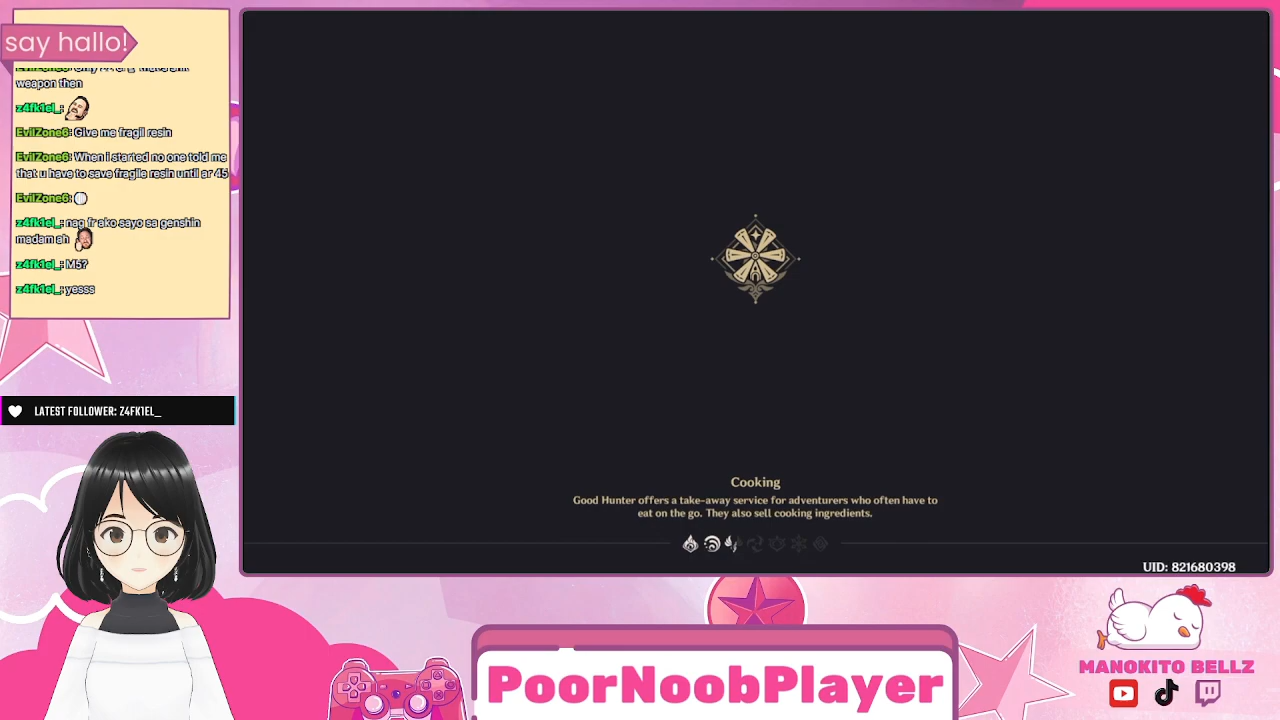 say hallo!
weapon then
z4fk1el_:
EvilZone6: Give me fragil resin
EvilZone6: When i started no one told me
that u have to save fragile resin until ar 45
EvilZone6:
z4fk1el_: nag fr ako sayo sa genshin
madam ah
z4fk1el_: M5?
z4fk1el_: yesss
LATEST FOLLOWER: Z4FK1EL_
Cooking
Good Hunter offers a take-away service for adventurers who often have to
eat on the go. They also sell cooking ingredients.
UID: 821680398
PoorNoobPlayer
MANOKITO BELLZ